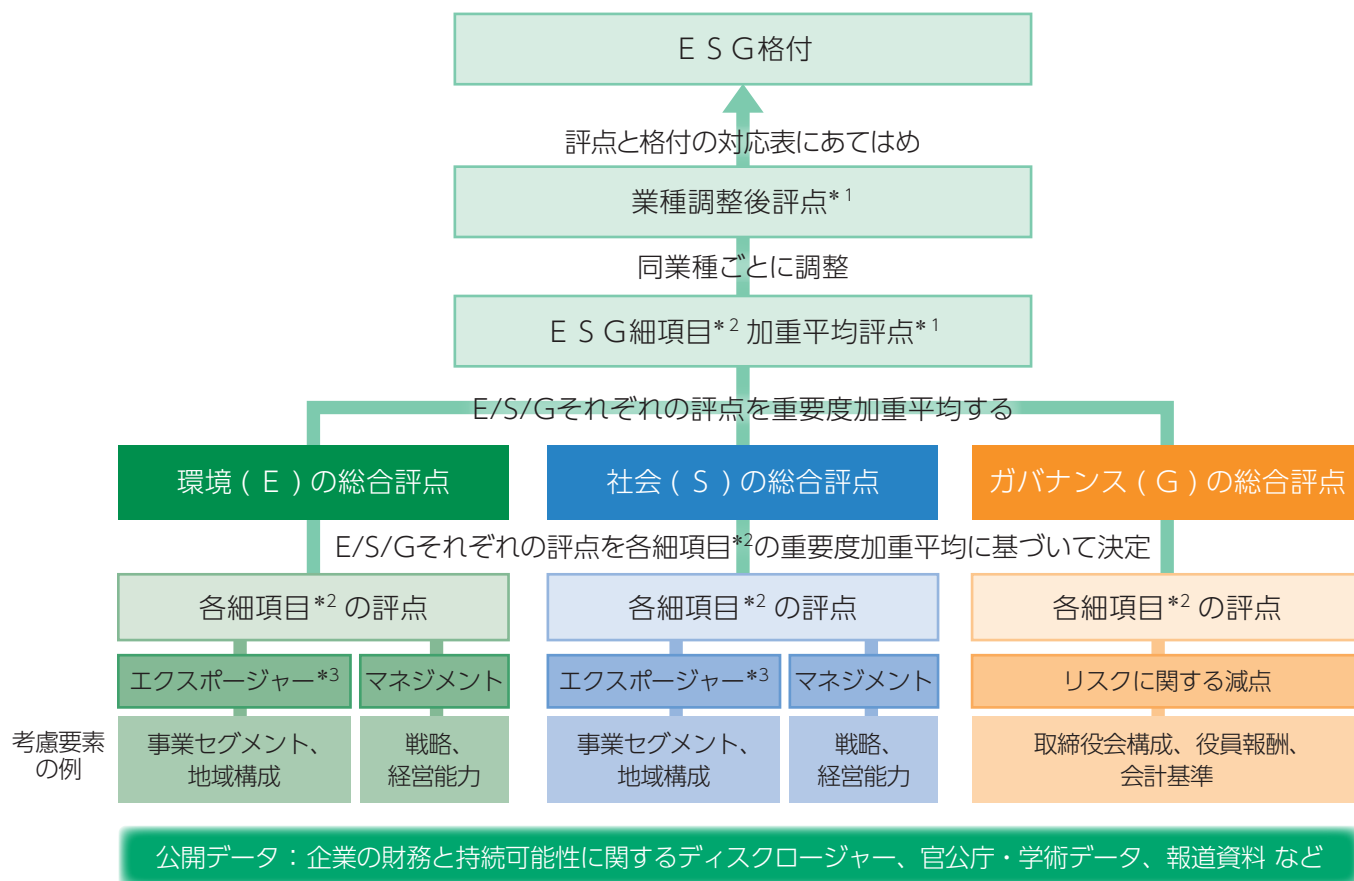 ＥＳＧ格付
評点と格付の対応表にあてはめ
業種調整後評点*1
同業種ごとに調整
ＥＳＧ細項目*2 加重平均評点*1
E/S/Gそれぞれの評点を重要度加重平均する
環境（Ｅ）の総合評点
社会（Ｓ）の総合評点
ガバナンス（Ｇ）の総合評点
E/S/Gそれぞれの評点を各細項目*2の重要度加重平均に基づいて決定
各細項目*2 の評点
各細項目*2 の評点
各細項目*2 の評点
エクスポージャー*3
マネジメント
エクスポージャー*3
マネジメント
リスクに関する減点
考慮要素
の例
事業セグメント、
地域構成
戦略、
経営能力
事業セグメント、
地域構成
戦略、
経営能力
取締役会構成、役員報酬、
会計基準
公開データ：企業の財務と持続可能性に関するディスクロージャー、官公庁・学術データ、報道資料 など